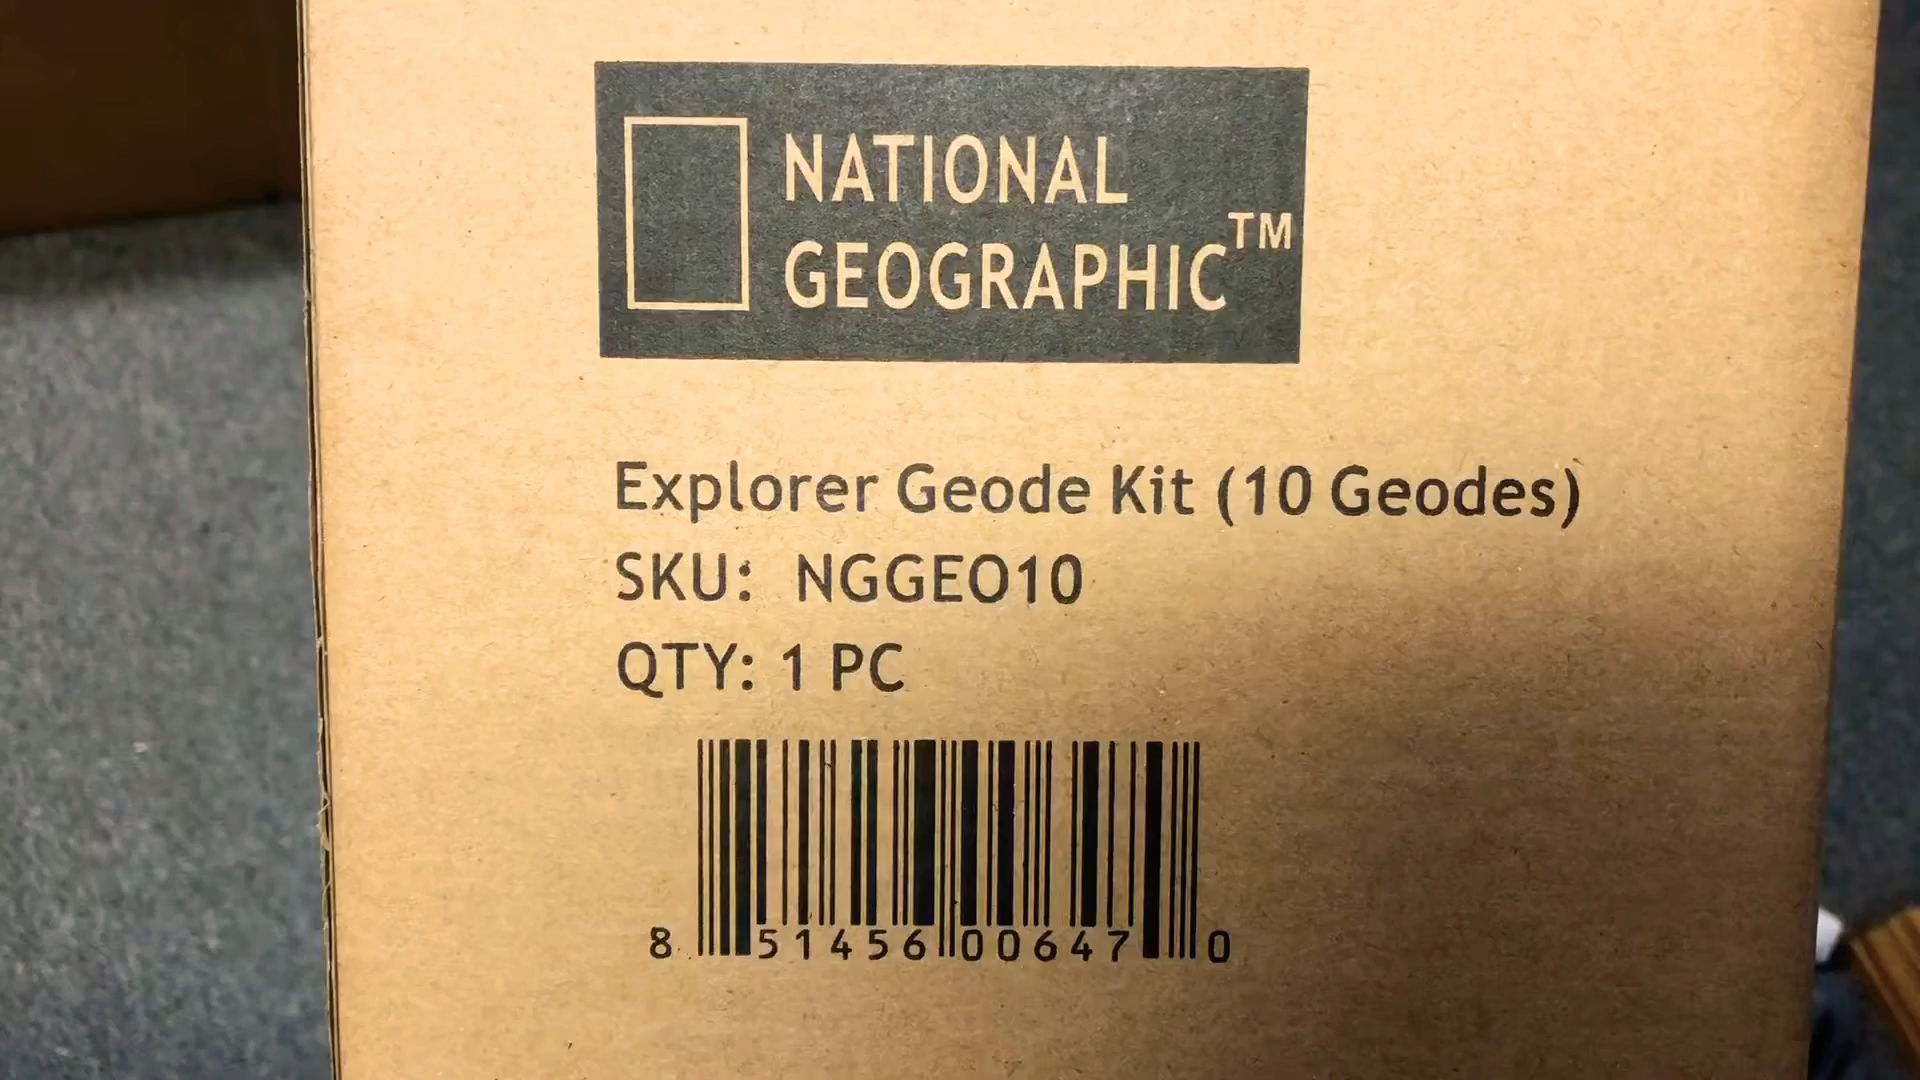 NATIONAL
GEOGRAPHIC™
Explorer Geode Kit (10 Geodes)
SKU: NGGEO10
QTY: 1 PC
8 51456 00647 0